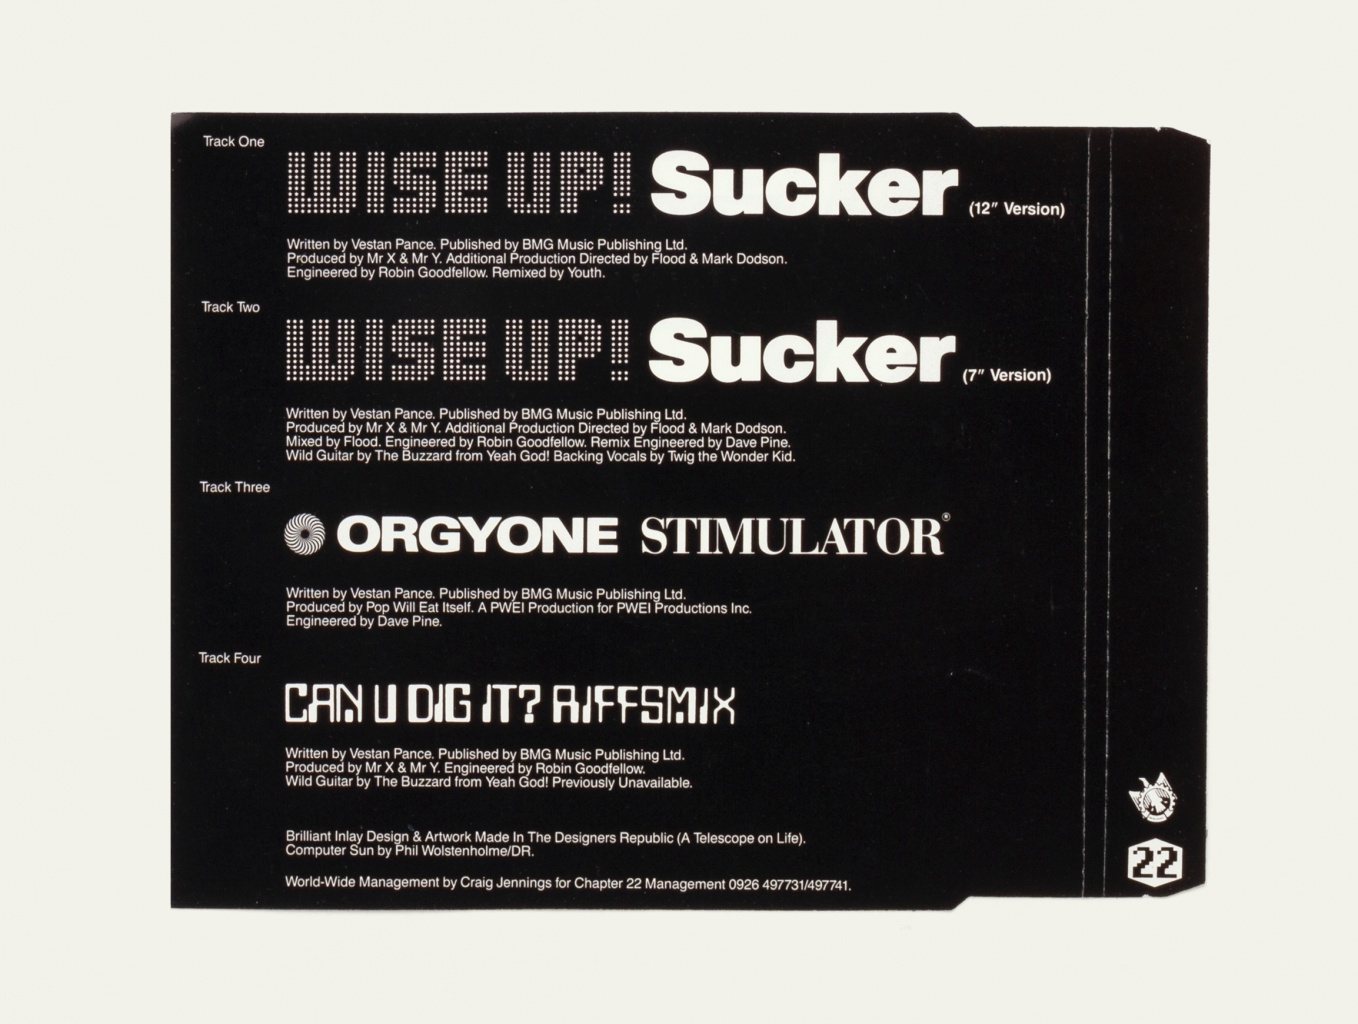 Track One
WISE UP! Sucker (12" Version)
Written by Vestan Pance. Published by BMG Music Publishing Ltd.
Produced by Mr X & Mr Y. Additional Production Directed by Flood & Mark Dodson.
Engineered by Robin Goodfellow. Remixed by Youth.
Track Two
WISE UP! Sucker (7" Version)
Written by Vestan Pance. Published by BMG Music Publishing Ltd.
Produced by Mr X & Mr Y. Additional Production Directed by Flood & Mark Dodson.
Mixed by Flood. Engineered by Robin Goodfellow. Remix Engineered by Dave Pine.
Wild Guitar by The Buzzard from Yeah God! Backing Vocals by Twig the Wonder Kid.
Track Three
ORGYONE STIMULATOR®
Written by Vestan Pance. Published by BMG Music Publishing Ltd.
Produced by Pop Will Eat Itself. A PWEI Production for PWEI Productions Inc.
Engineered by Dave Pine.
Track Four
CAN U DIG IT? RIFFSMIX
Written by Vestan Pance. Published by BMG Music Publishing Ltd.
Produced by Mr X & Mr Y. Engineered by Robin Goodfellow.
Wild Guitar by The Buzzard from Yeah God! Previously Unavailable.
Brilliant Inlay Design & Artwork Made In The Designers Republic (A Telescope on Life).
Computer Sun by Phil Wolstenholme/DR.
World-Wide Management by Craig Jennings for Chapter 22 Management 0926 497731/497741.
22